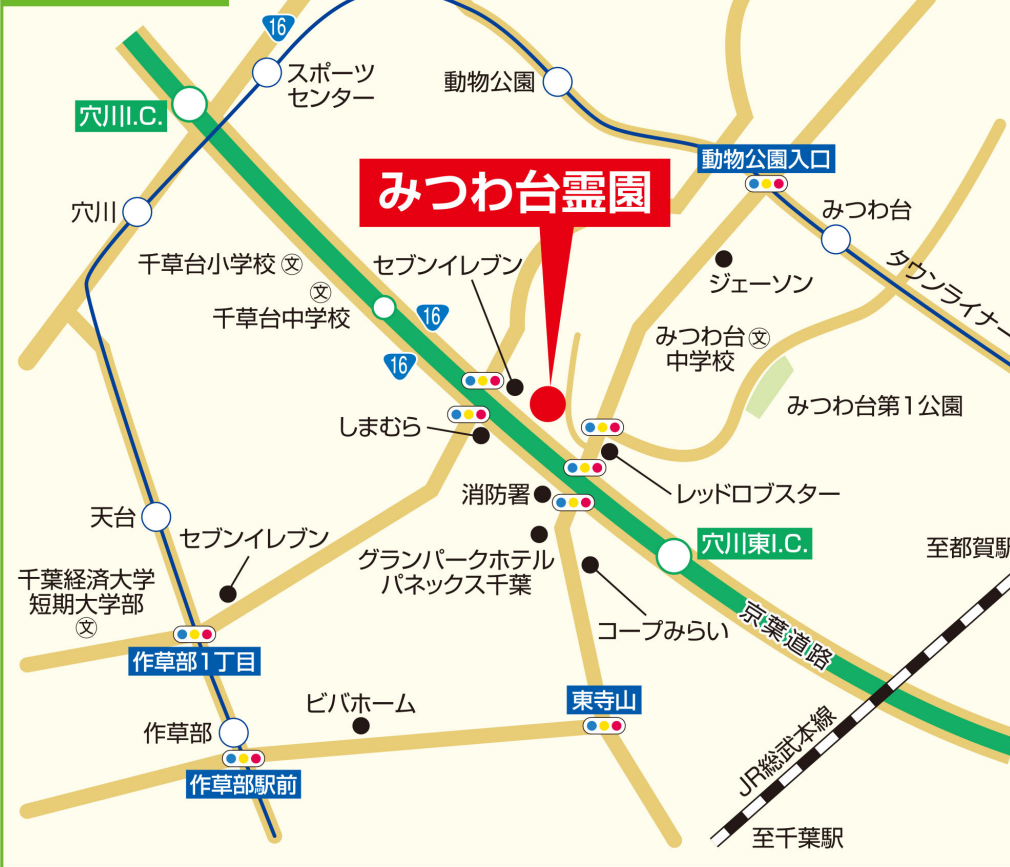 16
スポーツ
センター
動物公園
穴川I.C.
動物公園入口
みつわ台霊園
穴川
みつわ台
千草台小学校 文
セブンイレブン
タウンライナー
ジェーソン
文
千草台中学校
16
16
みつわ台 文
中学校
みつわ台第1公園
しまむら
消防署
レッドロブスター
天台
セブンイレブン
グランパークホテル
パネックス千葉
穴川東I.C.
至都賀駅
千葉経済大学
短期大学部
文
コープみらい
京葉道路
作草部1丁目
ビバホーム
東寺山
作草部
JR総武本線
作草部駅前
至千葉駅